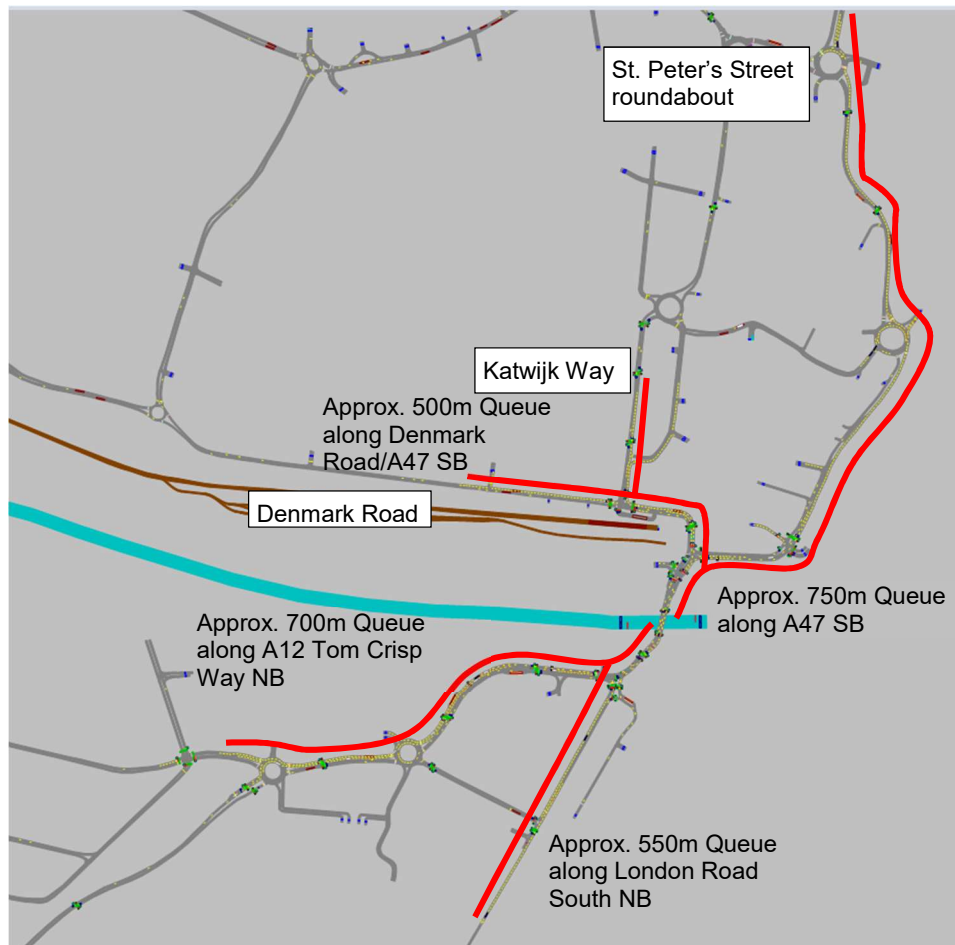 St. Peter's Street
roundabout
Katwijk Way
Approx. 500m Queue
along Denmark
Road/A47 SB
Denmark Road
Approx. 750m Queue
along A47 SB
Approx. 700m Queue
along A12 Tom Crisp
Way NB
Approx. 550m Queue
along London Road
South NB